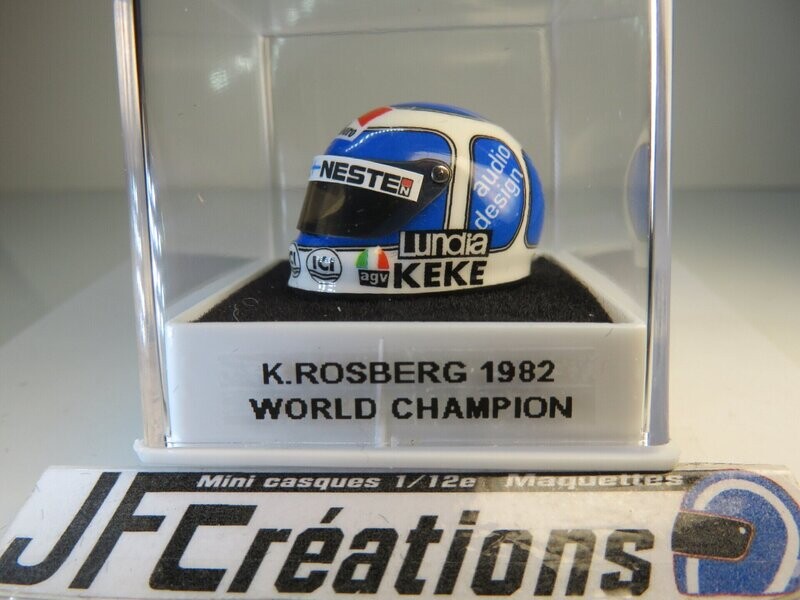 NESTE N
audio
design
Lundia
ICI
agv
KEKE
K.ROSBERG 1982
WORLD CHAMPION
Mini casques 1/12e Maquettes
JFCréations